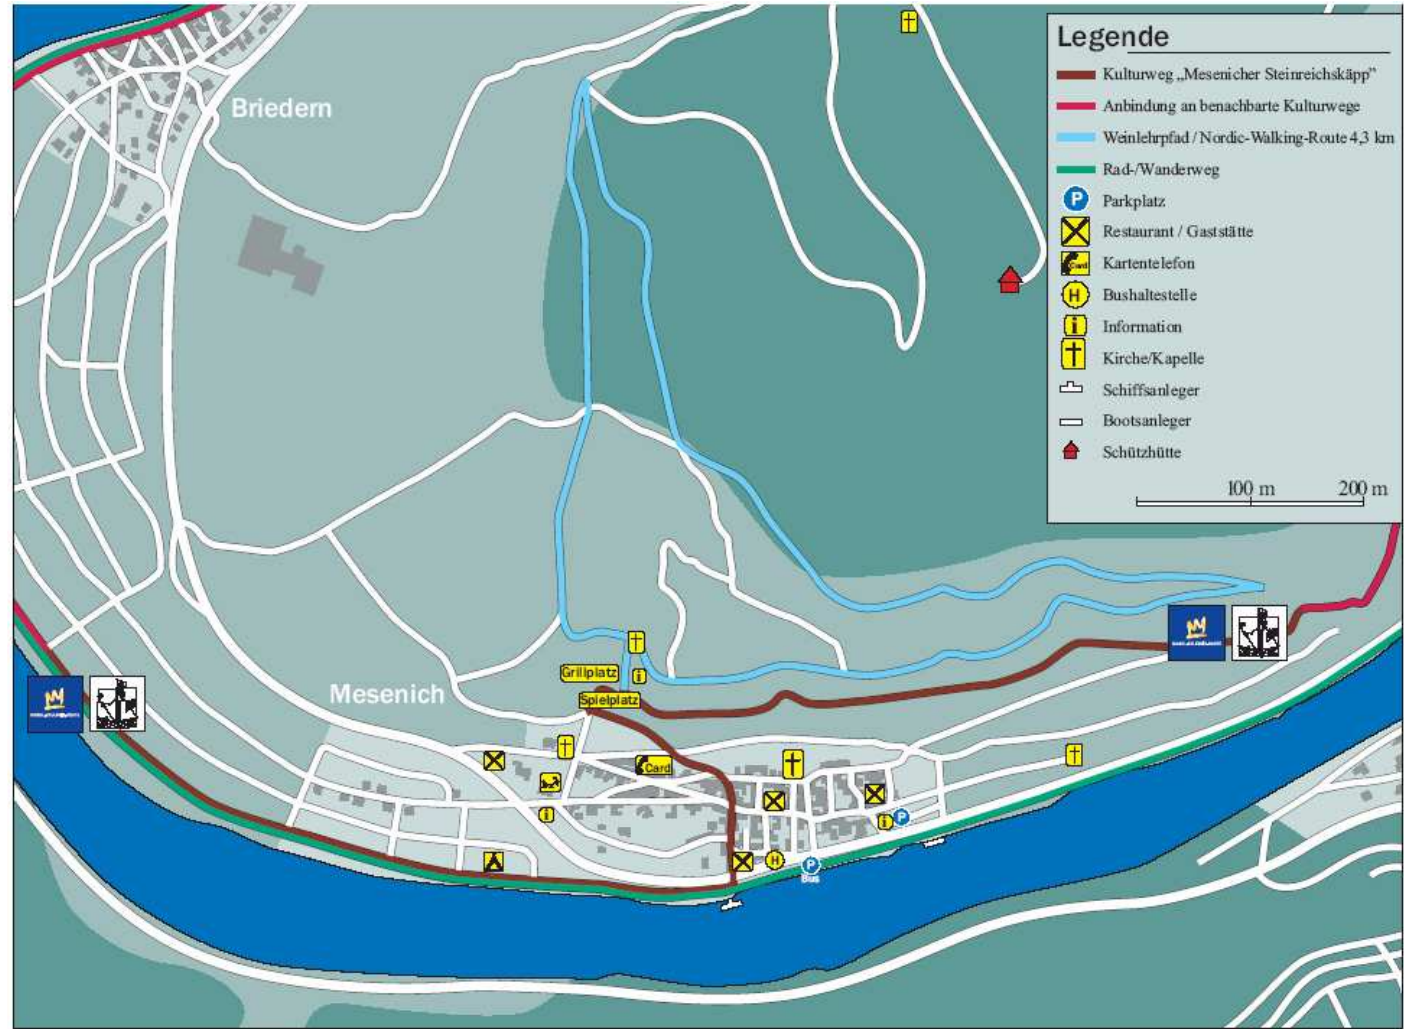 Legende
Kulturweg „Mesenicher Steinreichskäpp”
Anbindung an benachbarte Kulturwege
Weinlehrpfad / Nordic-Walking-Route 4,3 km
Rad-/Wanderweg
P Parkplatz
Restaurant / Gaststätte
Card Kartentelefon
H Bushaltestelle
i Information
Kirche/Kapelle
Schiffsanleger
Bootsanleger
Schützhütte
100 m 200 m
Briedern
Mesenich
Grillplatz
i
Spielplatz
Card
i
i P
H
P
Bus